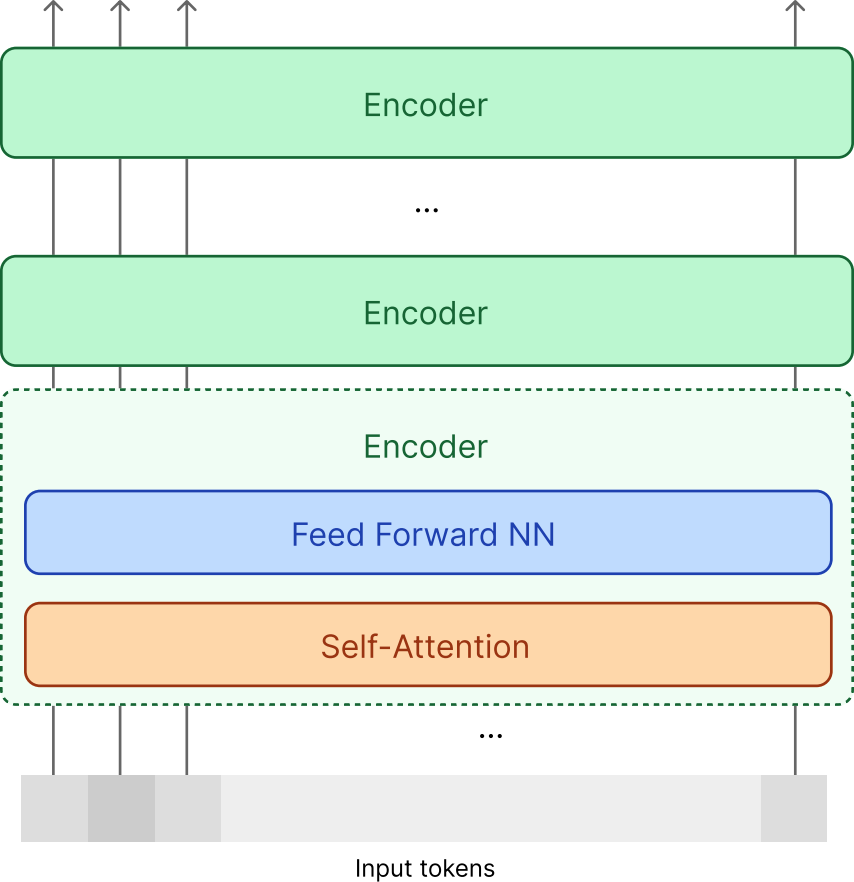 Encoder
...
Encoder
Encoder
Feed Forward NN
Self-Attention
...
Input tokens